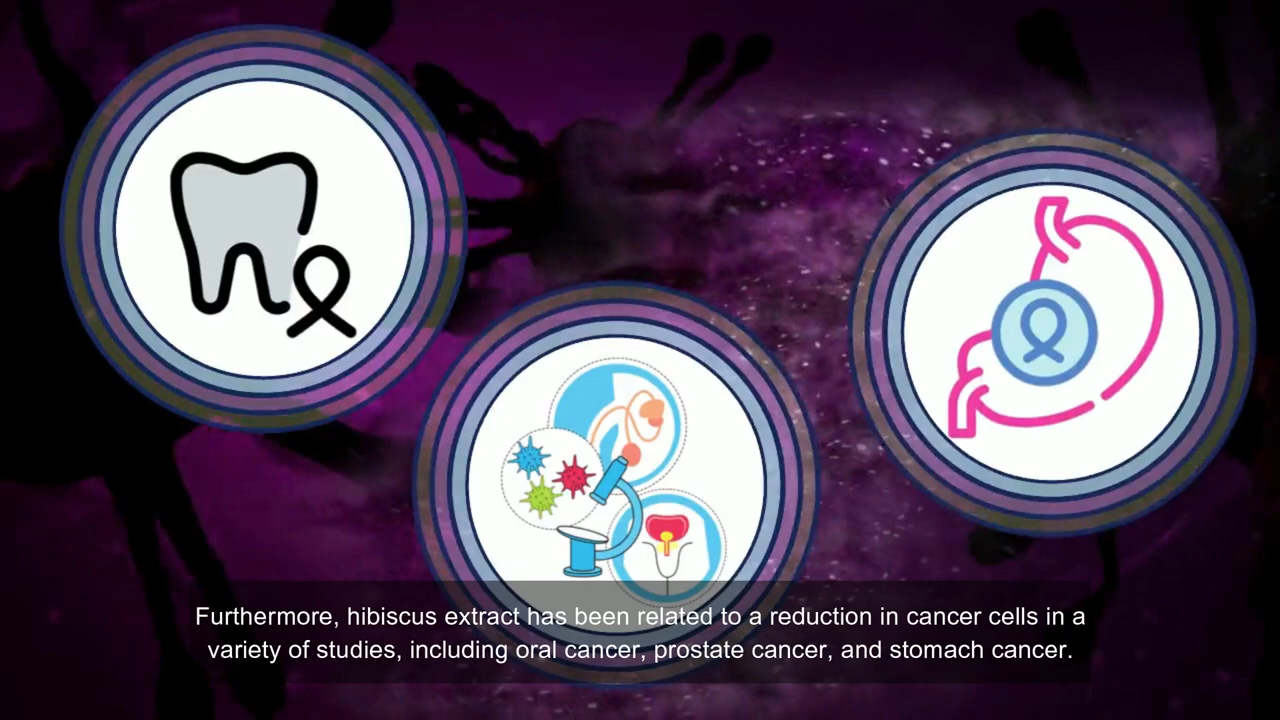 Furthermore, hibiscus extract has been related to a reduction in cancer cells in a
variety of studies, including oral cancer, prostate cancer, and stomach cancer.